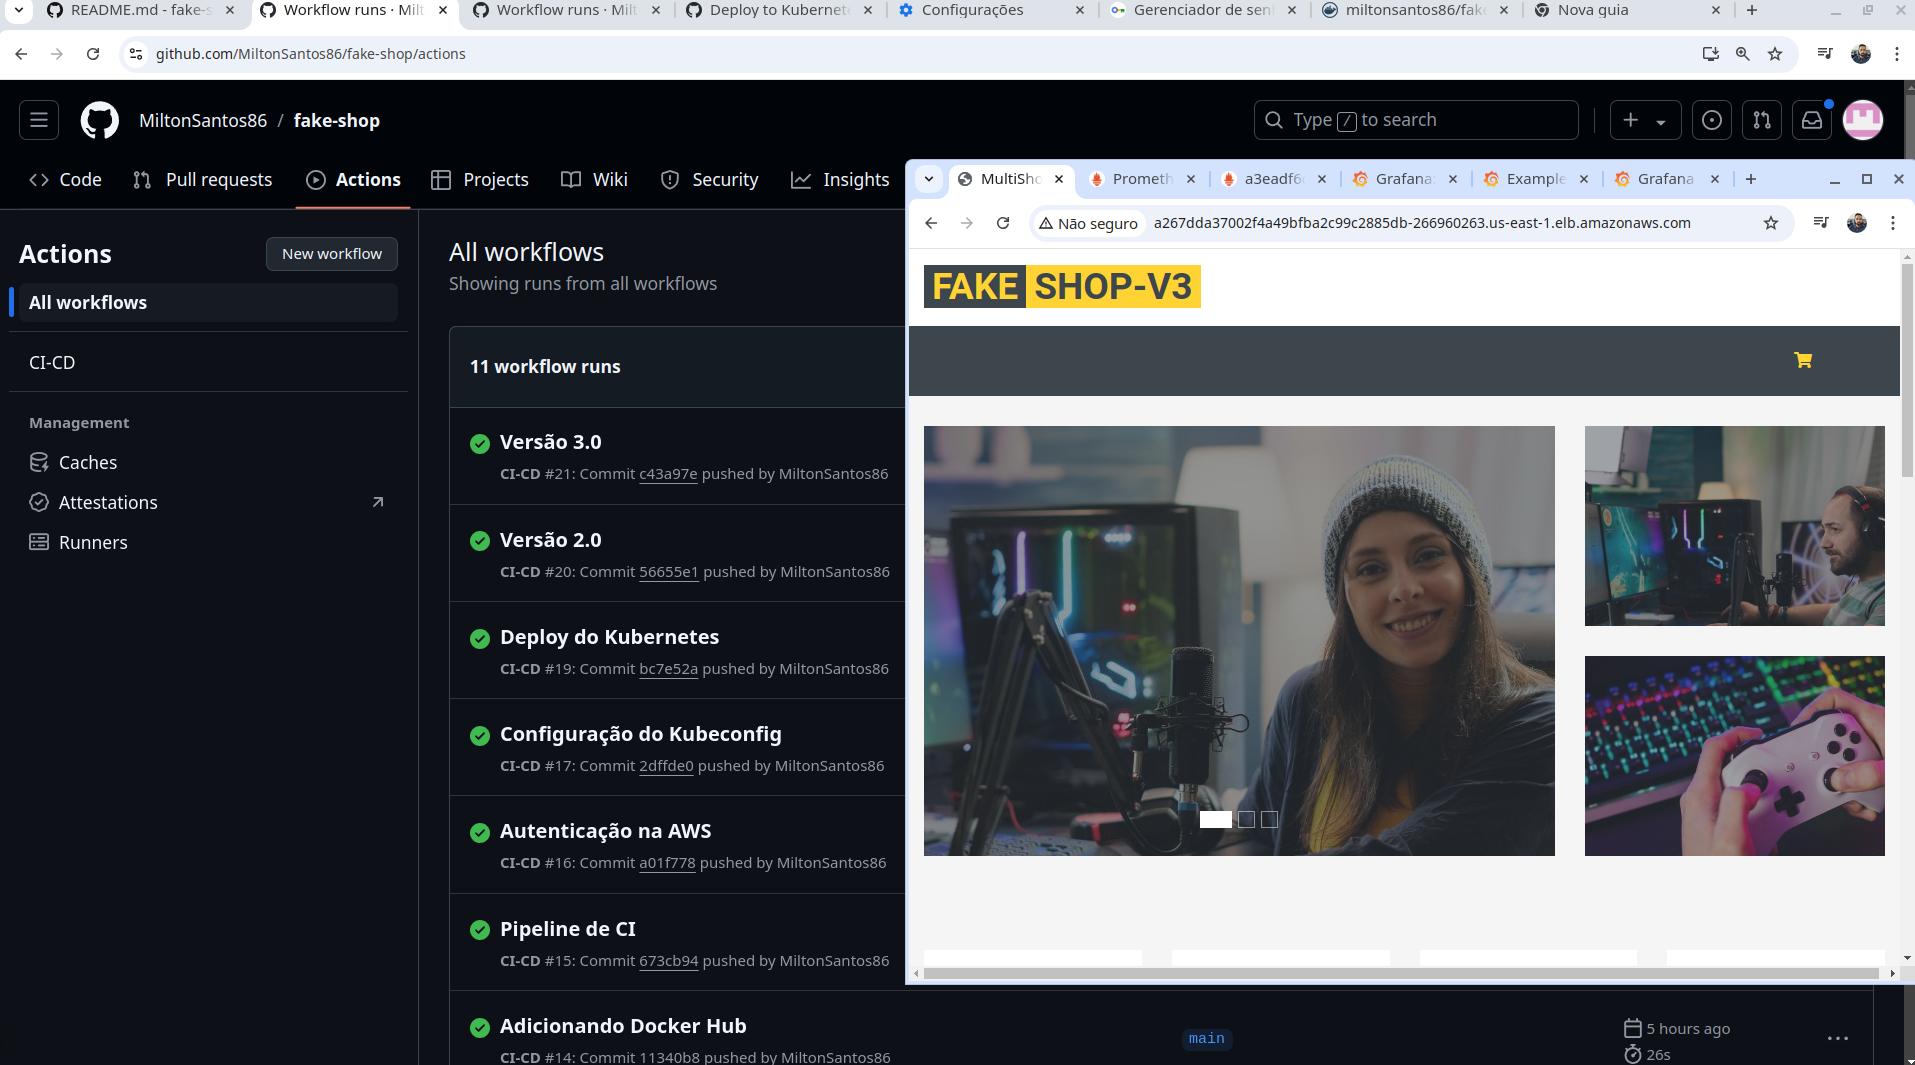 README.md - fake-s
Workflow runs · Milt
Workflow runs · Milt
Deploy to Kubernet
Configurações
Gerenciador de sen
miltonsantos86/fak
Nova guia
github.com/MiltonSantos86/fake-shop/actions
MiltonSantos86 / fake-shop
Type / to search
Code
Pull requests
Actions
Projects
Wiki
Security
Insights
Actions
New workflow
All workflows
CI-CD
Management
Caches
Attestations
Runners
All workflows
Showing runs from all workflows
11 workflow runs
Versão 3.0
CI-CD #21: Commit c43a97e pushed by MiltonSantos86
Versão 2.0
CI-CD #20: Commit 56655e1 pushed by MiltonSantos86
Deploy do Kubernetes
CI-CD #19: Commit bc7e52a pushed by MiltonSantos86
Configuração do Kubeconfig
CI-CD #17: Commit 2dffde0 pushed by MiltonSantos86
Autenticação na AWS
CI-CD #16: Commit a01f778 pushed by MiltonSantos86
Pipeline de CI
CI-CD #15: Commit 673cb94 pushed by MiltonSantos86
Adicionando Docker Hub
CI-CD #14: Commit 11340b8 pushed by MiltonSantos86
main
5 hours ago
26s
MultiSho
Prometh
a3eadf6
Grafana
Example
Grafana
Não seguro
a267dda37002f4a49bfba2c99c2885db-266960263.us-east-1.elb.amazonaws.com
FAKE SHOP-V3